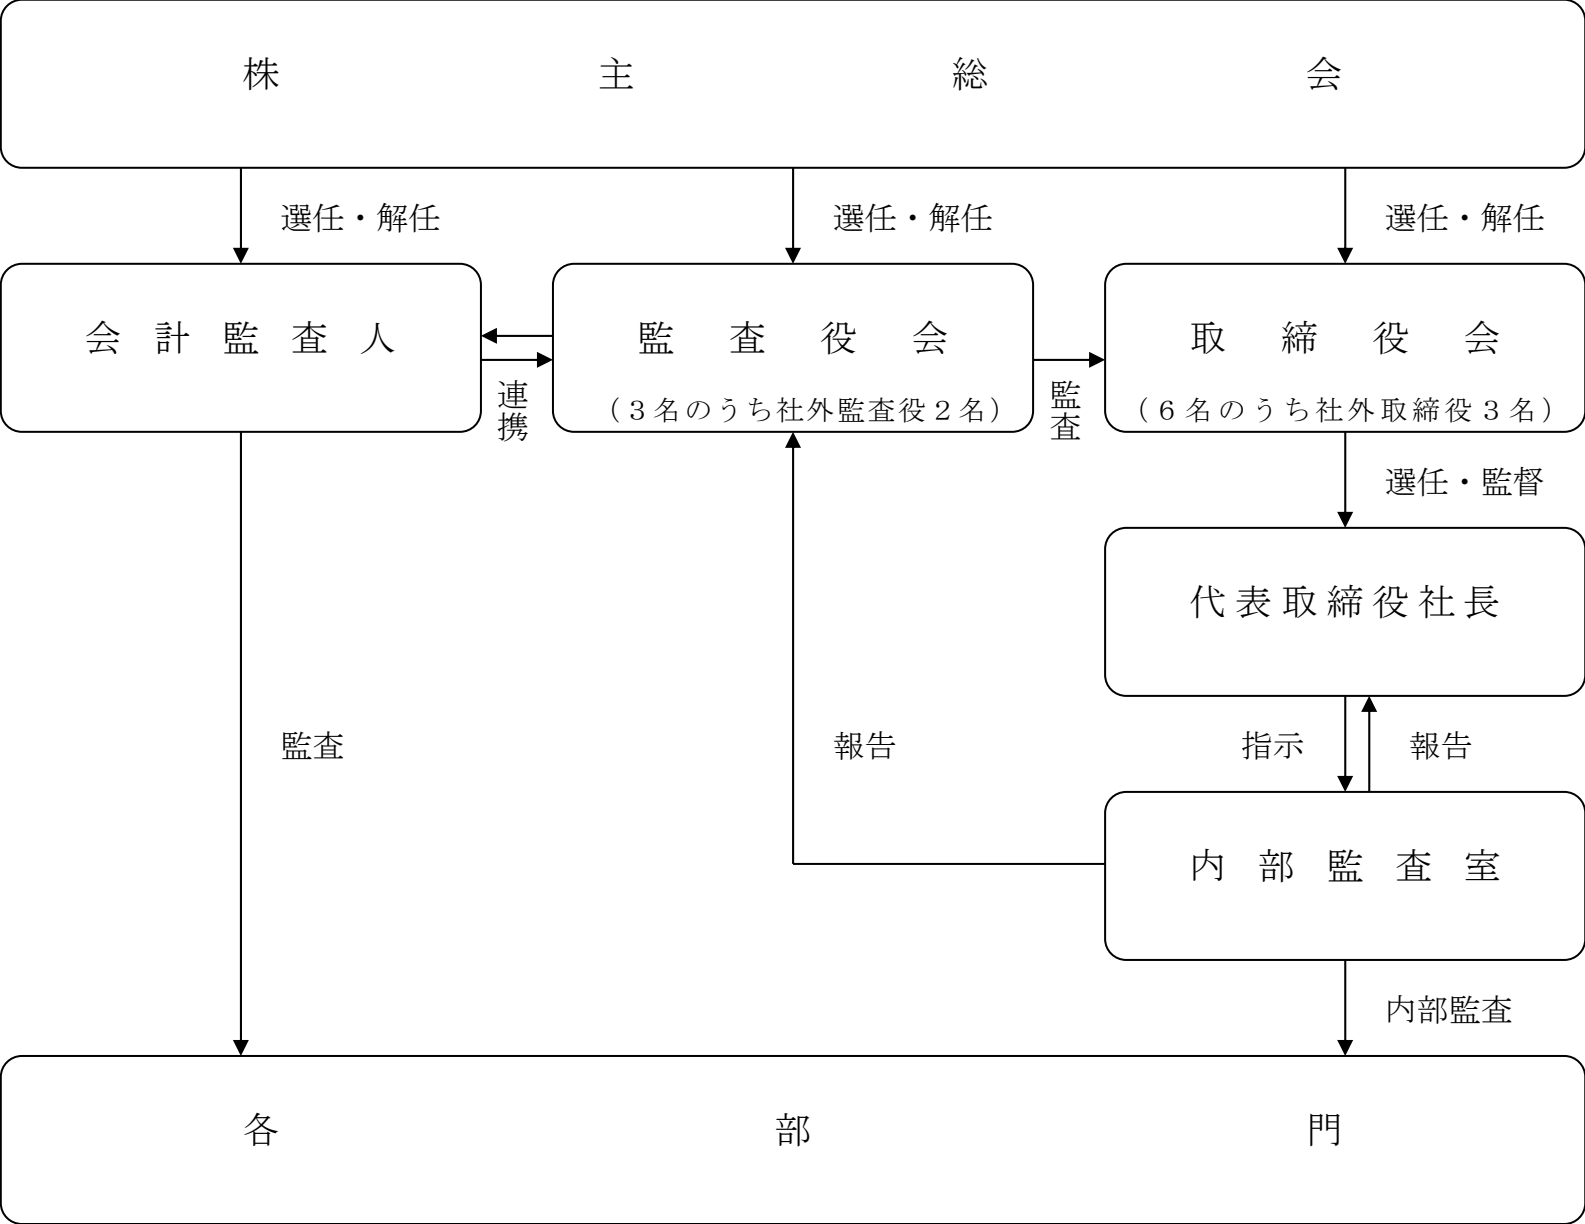 株主総会
選任・解任
選任・解任
選任・解任
会計監査人
監査役会
（３名のうち社外監査役２名）
取締役会
（６名のうち社外取締役３名）
連携
監査
選任・監督
代表取締役社長
監査
報告
指示
報告
内部監査室
内部監査
各部門